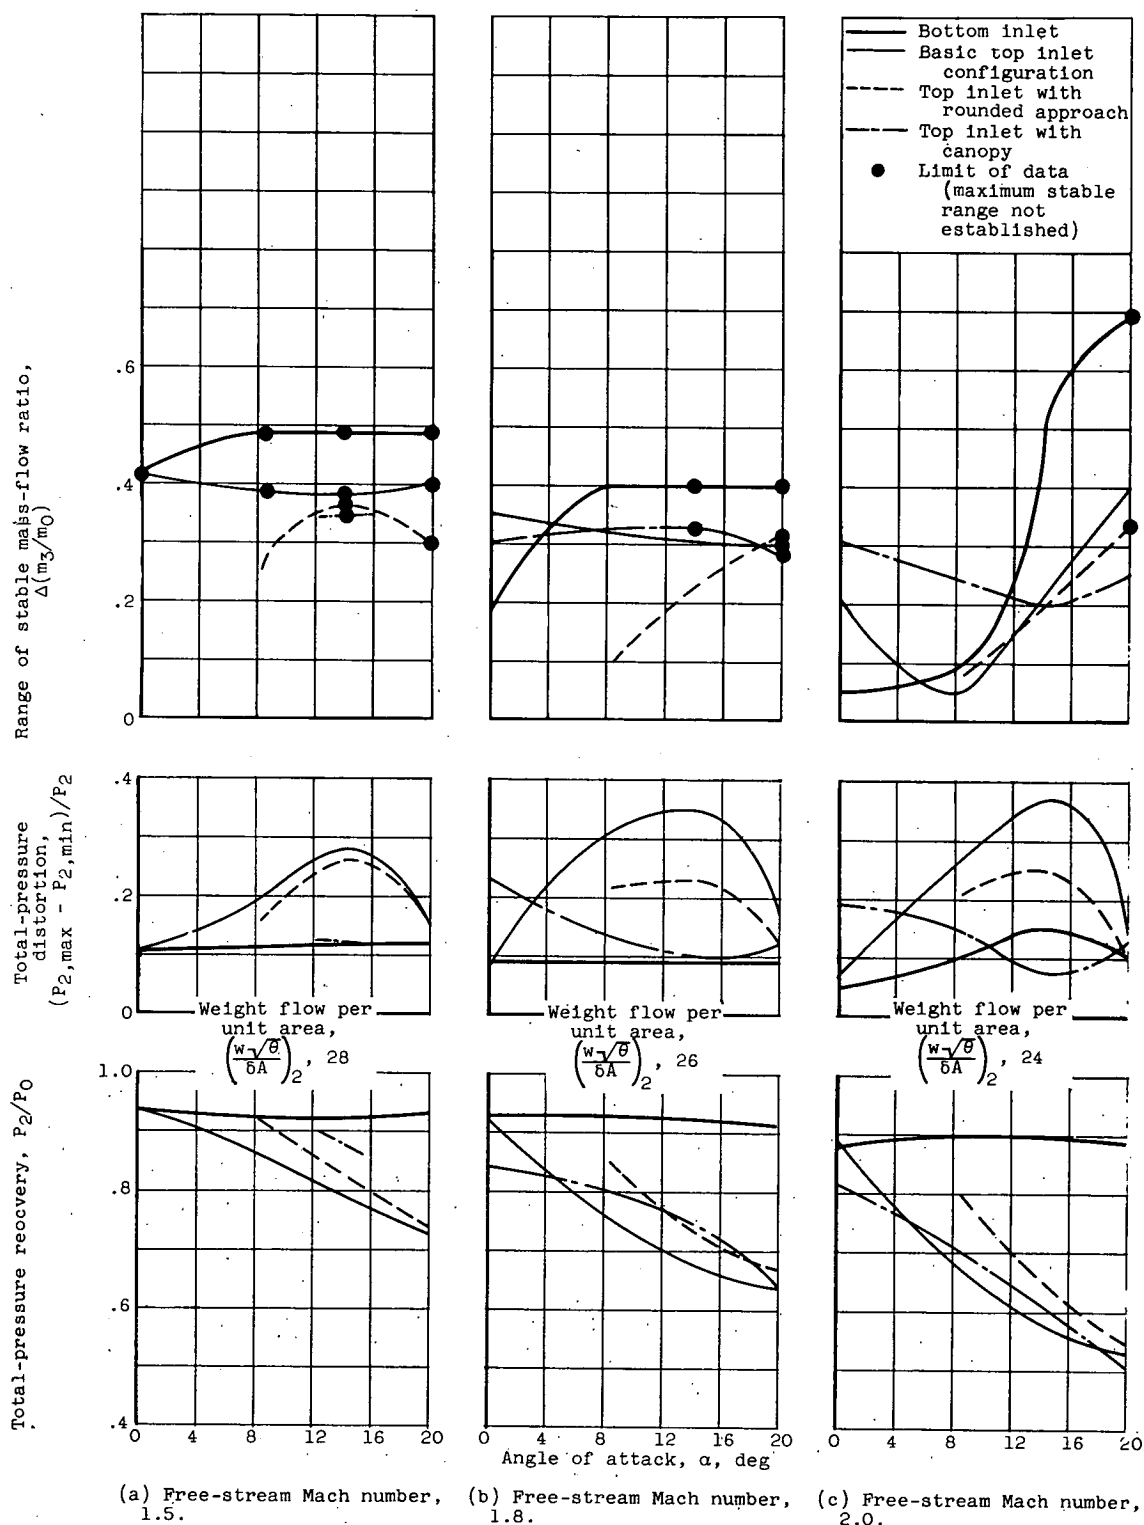 Bottom inlet
Basic top inlet
configuration
Top inlet with
rounded approach
Top inlet with
canopy
Limit of data
(maximum stable
range not
established)
Range of stable mass-flow ratio,
Δ(m3/m0)
.6
.4
.2
0
Total-pressure
distortion,
(P2,max - P2,min)/P2
.4
.2
0
Weight flow per
unit area,
(w√θ/δA)2, 28
Weight flow per
unit area,
(w√θ/δA)2, 26
Weight flow per
unit area,
(w√θ/δA)2, 24
Total-pressure reocvery, P2/P0
1.0
.8
.6
.4
0 4 8 12 16 20
0 4 8 12 16 20
0 4 8 12 16 20
Angle of attack, α, deg
(a) Free-stream Mach number,
1.5.
(b) Free-stream Mach number,
1.8.
(c) Free-stream Mach number,
2.0.